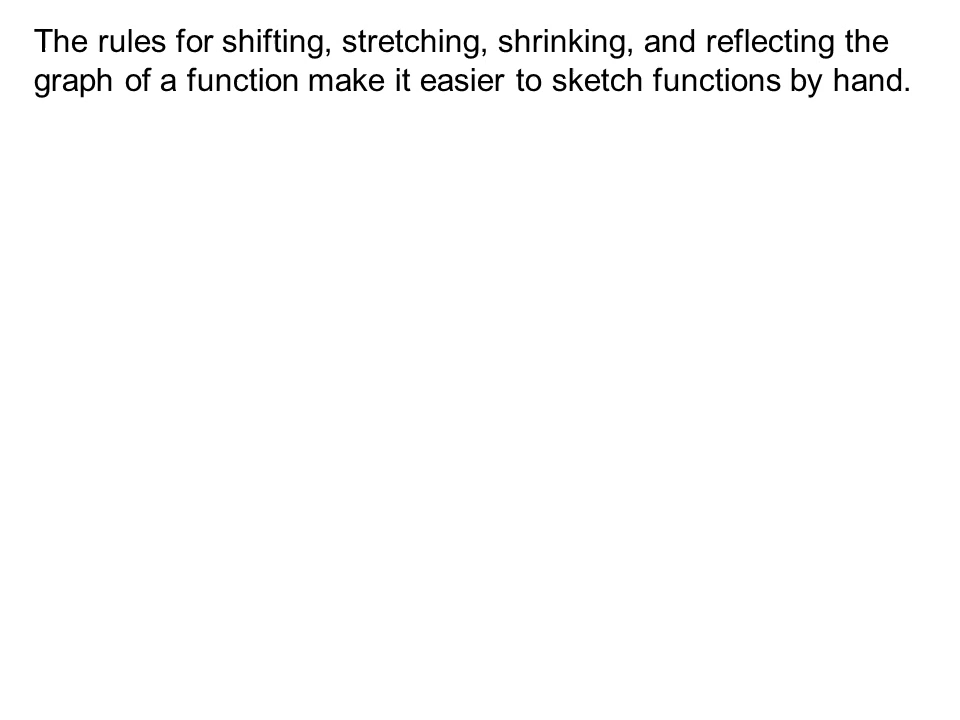 The rules for shifting, stretching, shrinking, and reflecting the
graph of a function make it easier to sketch functions by hand.